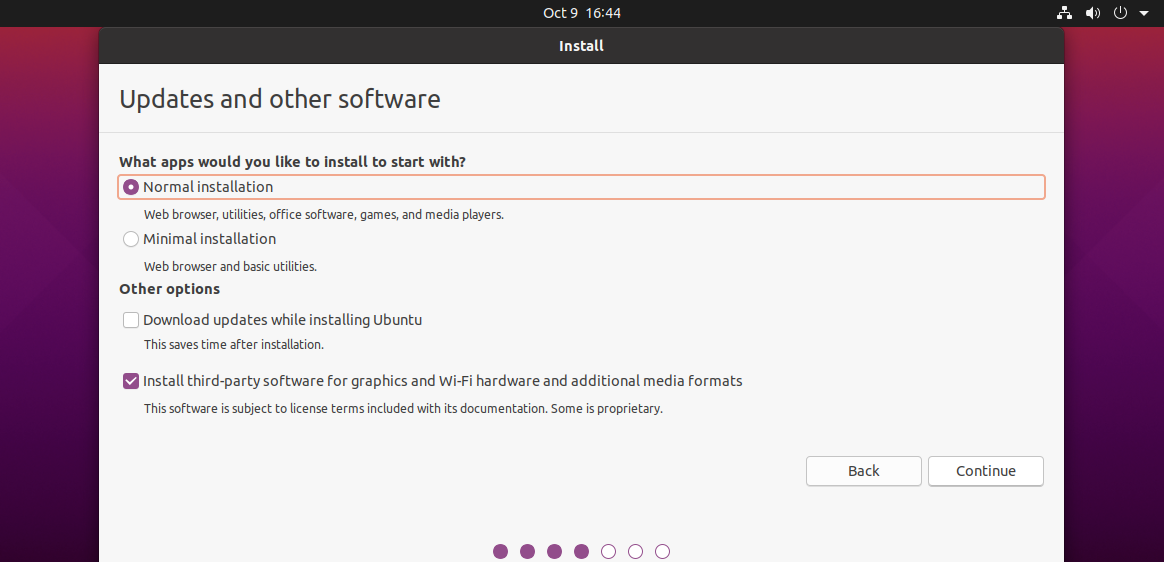 Oct 9 16:44
Install
Updates and other software
What apps would you like to install to start with?
Normal installation
Web browser, utilities, office software, games, and media players.
Minimal installation
Web browser and basic utilities.
Other options
Download updates while installing Ubuntu
This saves time after installation.
Install third-party software for graphics and Wi-Fi hardware and additional media formats
This software is subject to license terms included with its documentation. Some is proprietary.
Back Continue